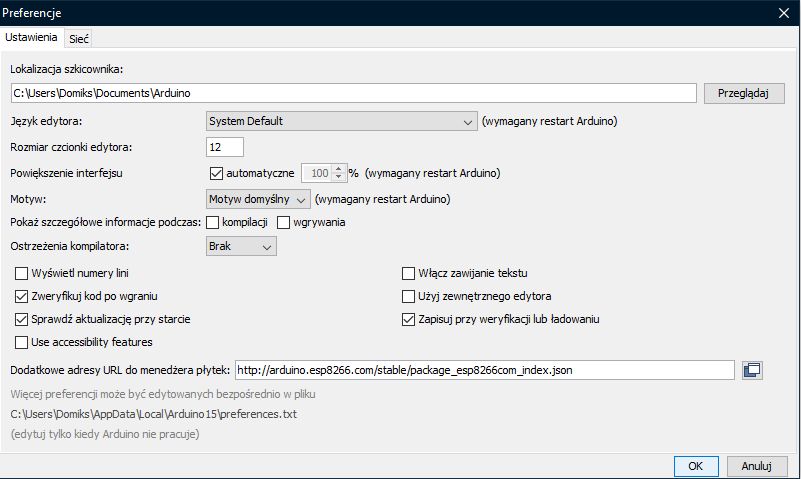 Preferencje
Ustawienia Sieć
Lokalizacja szkicownika:
C:\Users\Domiks\Documents\Arduino Przeglądaj
Język edytora: System Default (wymagany restart Arduino)
Rozmiar czcionki edytora: 12
Powiększenie interfejsu automatyczne 100 % (wymagany restart Arduino)
Motyw: Motyw domyślny (wymagany restart Arduino)
Pokaż szczegółowe informacje podczas: kompilacji wgrywania
Ostrzeżenia kompilatora: Brak
Wyświetl numery lini Włącz zawijanie tekstu
Zweryfikuj kod po wgraniu Użyj zewnętrznego edytora
Sprawdź aktualizację przy starcie Zapisuj przy weryfikacji lub ładowaniu
Use accessibility features
Dodatkowe adresy URL do menedżera płytek: http://arduino.esp8266.com/stable/package_esp8266com_index.json
Więcej preferencji może być edytowanych bezpośrednio w pliku
C:\Users\Domiks\AppData\Local\Arduino15\preferences.txt
(edytuj tylko kiedy Arduino nie pracuje)
OK Anuluj